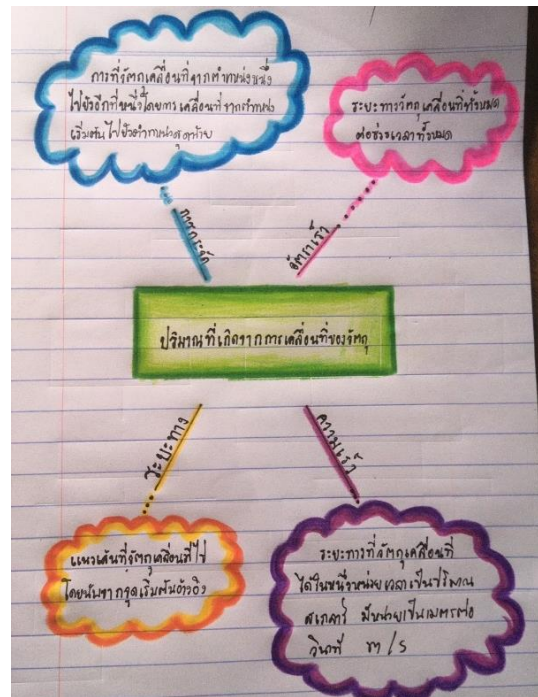 การที่วัตถุเคลื่อนที่จากตำแหน่งหนึ่ง
ไปยังอีกที่หนึ่งโดยการเคลื่อนที่จากตำแหน่ง
เริ่มต้นไปยังตำแหน่งสุดท้าย
ระยะทางวัตถุเคลื่อนที่ทั้งหมด
ต่อช่วงเวลาทั้งหมด
การกระจัด
อัตราเร็ว
ปริมาณที่เกิดจากการเคลื่อนที่ของวัตถุ
ระยะทาง
ความเร็ว
แนวเส้นที่วัตถุเคลื่อนที่ไป
โดยนับจากจุดเริ่มต้นอ้างอิง
ระยะทางที่วัตถุเคลื่อนที่
ได้ในหนึ่งหน่วยเวลาเป็นปริมาณ
สเกลาร์ มีหน่วยเป็นเมตรต่อ
วินาที m/s